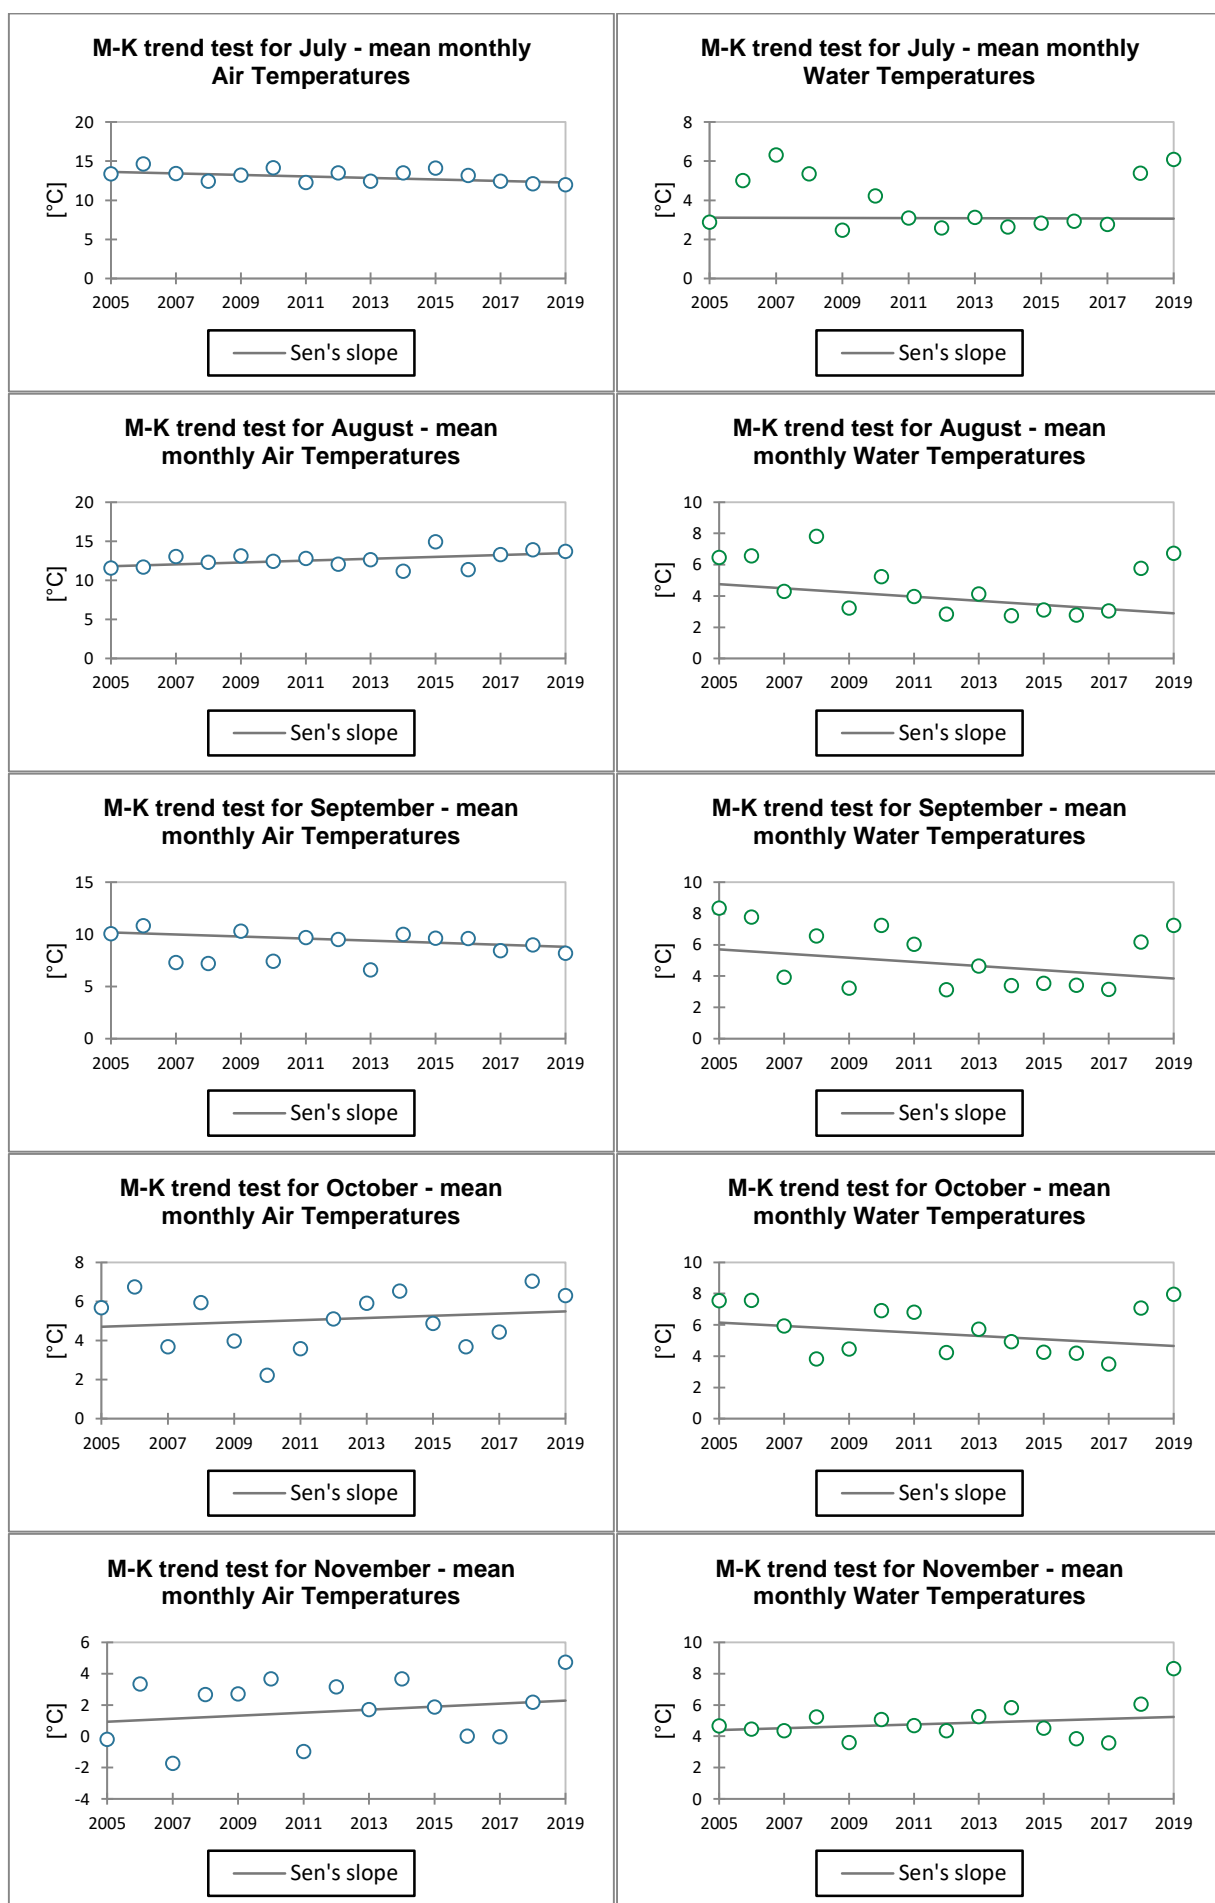 M-K trend test for July - mean monthly
Air Temperatures
[°C]
20
15
10
5
0
2005 2007 2009 2011 2013 2015 2017 2019
Sen's slope
M-K trend test for July - mean monthly
Water Temperatures
[°C]
8
6
4
2
0
2005 2007 2009 2011 2013 2015 2017 2019
Sen's slope
M-K trend test for August - mean
monthly Air Temperatures
[°C]
20
15
10
5
0
2005 2007 2009 2011 2013 2015 2017 2019
Sen's slope
M-K trend test for August - mean
monthly Water Temperatures
[°C]
10
8
6
4
2
0
2005 2007 2009 2011 2013 2015 2017 2019
Sen's slope
M-K trend test for September - mean
monthly Air Temperatures
[°C]
15
10
5
0
2005 2007 2009 2011 2013 2015 2017 2019
Sen's slope
M-K trend test for September - mean
monthly Water Temperatures
[°C]
10
8
6
4
2
0
2005 2007 2009 2011 2013 2015 2017 2019
Sen's slope
M-K trend test for October - mean
monthly Air Temperatures
[°C]
8
6
4
2
0
2005 2007 2009 2011 2013 2015 2017 2019
Sen's slope
M-K trend test for October - mean
monthly Water Temperatures
[°C]
10
8
6
4
2
0
2005 2007 2009 2011 2013 2015 2017 2019
Sen's slope
M-K trend test for November - mean
monthly Air Temperatures
[°C]
6
4
2
0
-2
-4
2005 2007 2009 2011 2013 2015 2017 2019
Sen's slope
M-K trend test for November - mean
monthly Water Temperatures
[°C]
10
8
6
4
2
0
2005 2007 2009 2011 2013 2015 2017 2019
Sen's slope